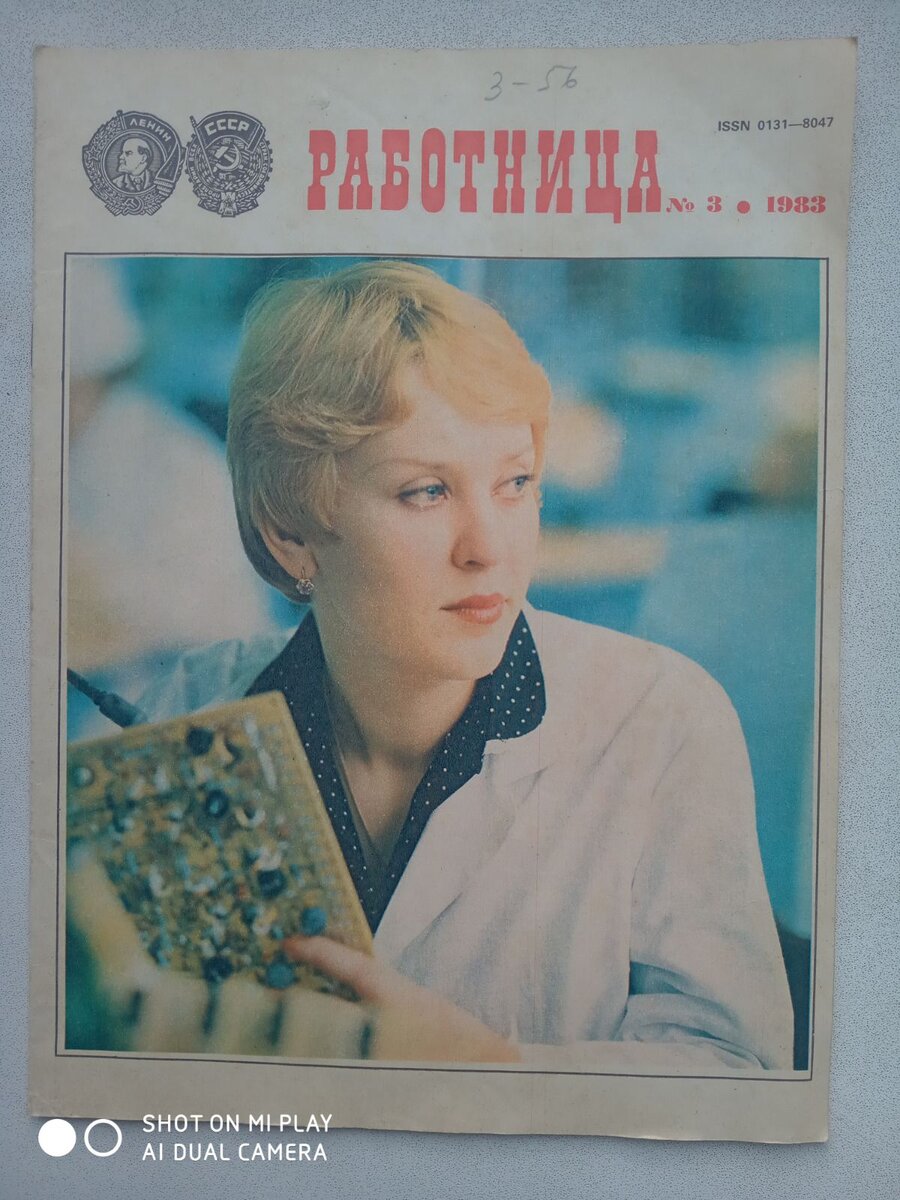 3-56
ISSN 0131—8047
ЛЕНИН
СССР
РАБОТНИЦА
№ 3 ● 1983
SHOT ON MI PLAY
AI DUAL CAMERA